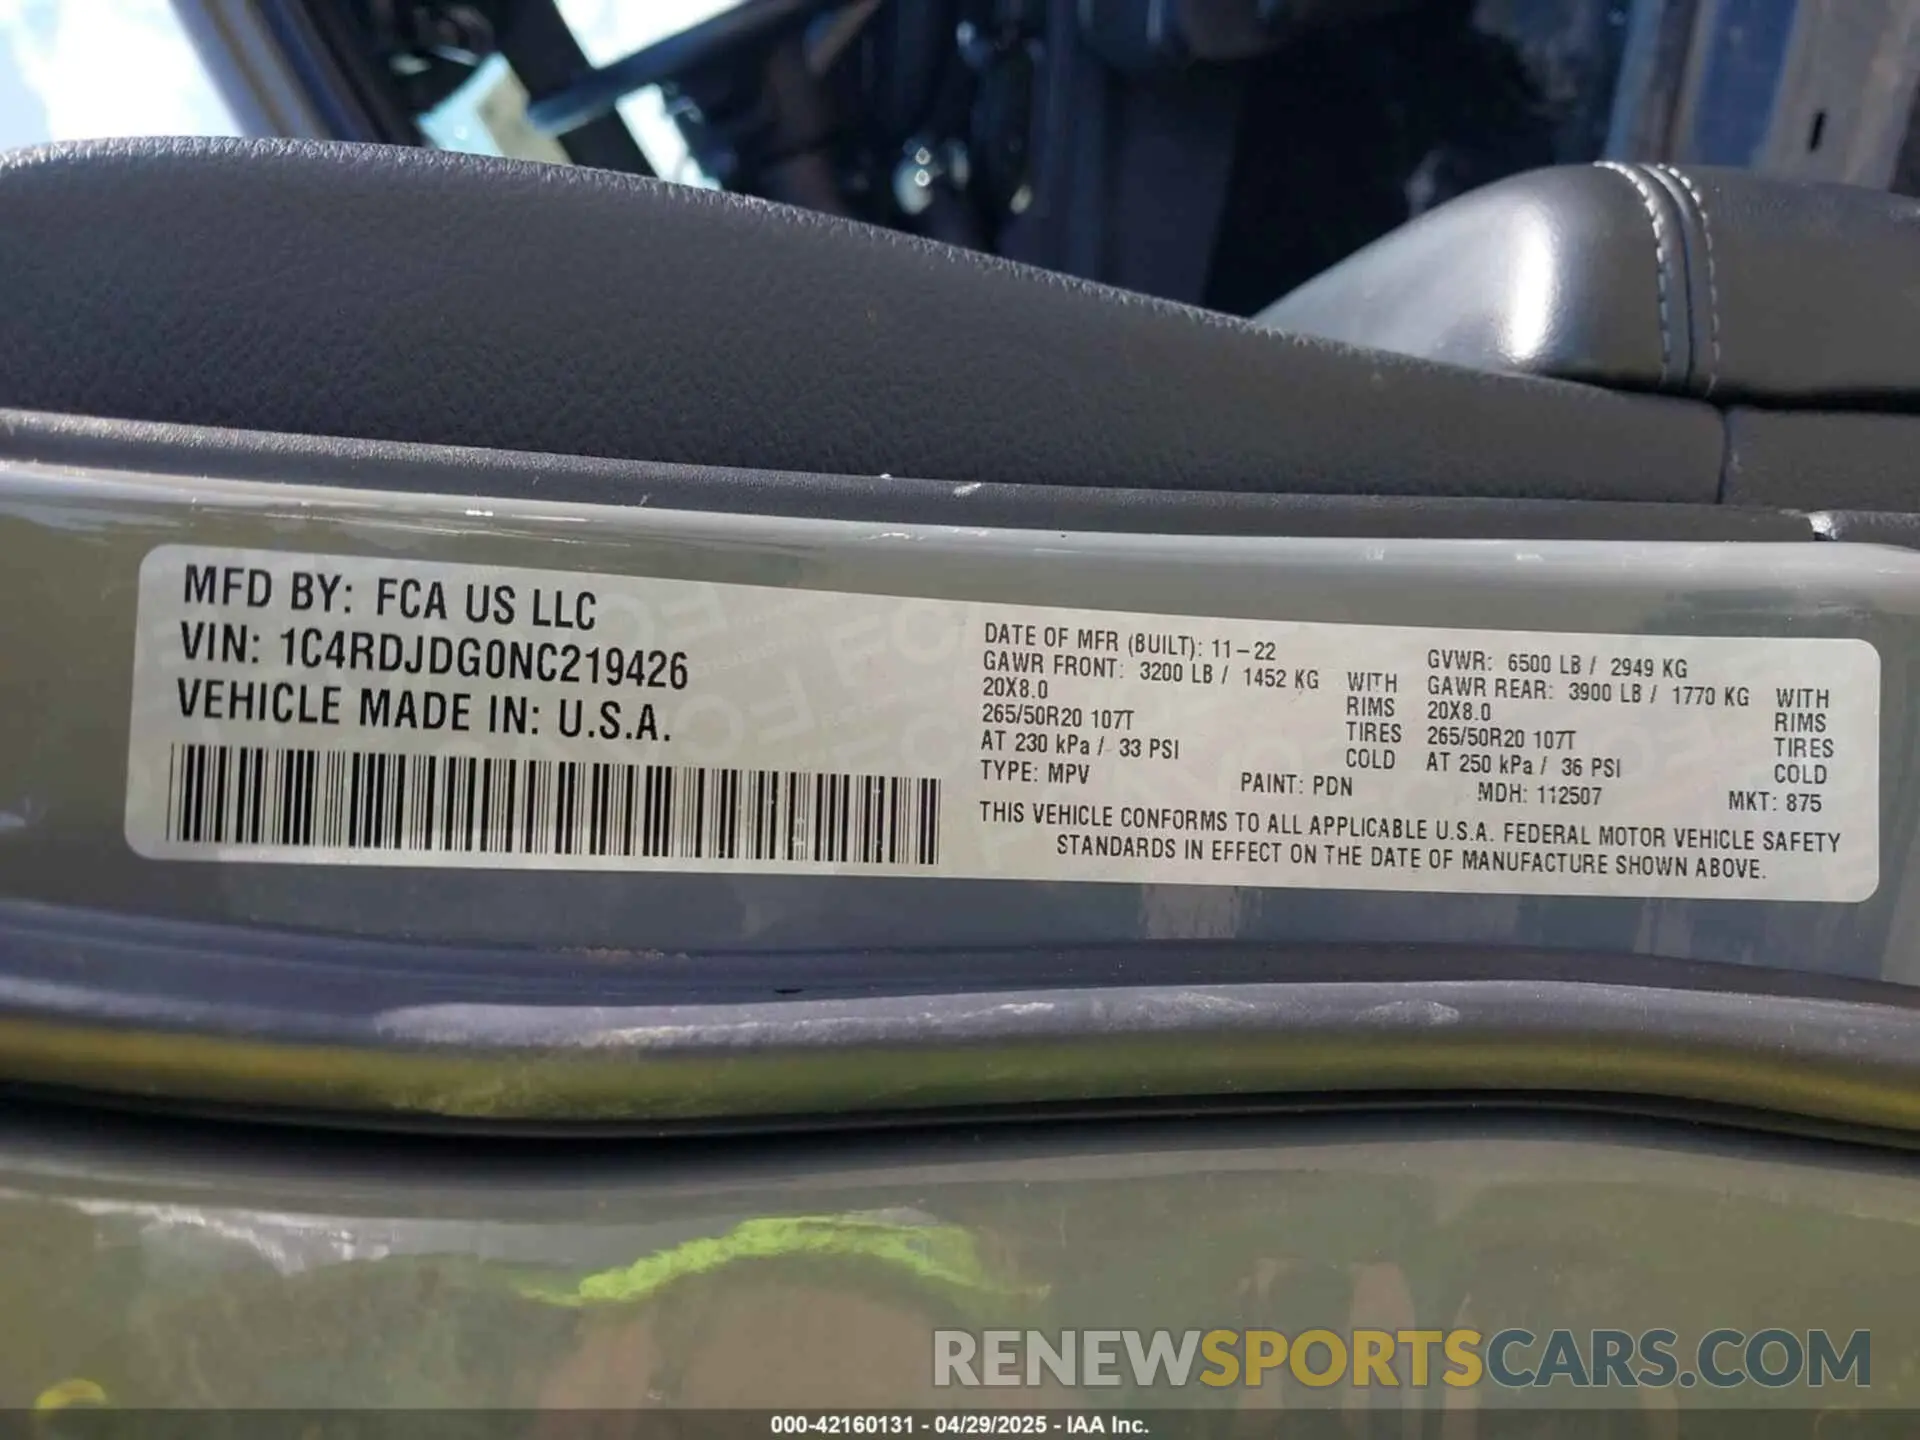 MFD BY: FCA US LLC
VIN: 1C4RDJDG0NC219426
VEHICLE MADE IN: U.S.A.
DATE OF MFR (BUILT): 11-22
GAWR FRONT: 3200 LB / 1452 KG WITH
20X8.0 RIMS
265/50R20 107T TIRES
AT 230 kPa / 33 PSI COLD
GVWR: 6500 LB / 2949 KG
GAWR REAR: 3900 LB / 1770 KG WITH
20X8.0 RIMS
265/50R20 107T TIRES
AT 250 kPa / 36 PSI COLD
TYPE: MPV PAINT: PDN MDH: 112507 MKT: 875
THIS VEHICLE CONFORMS TO ALL APPLICABLE U.S.A. FEDERAL MOTOR VEHICLE SAFETY
STANDARDS IN EFFECT ON THE DATE OF MANUFACTURE SHOWN ABOVE.
RENEWSPORTSCARS.COM
000-42160131 - 04/29/2025 - IAA Inc.